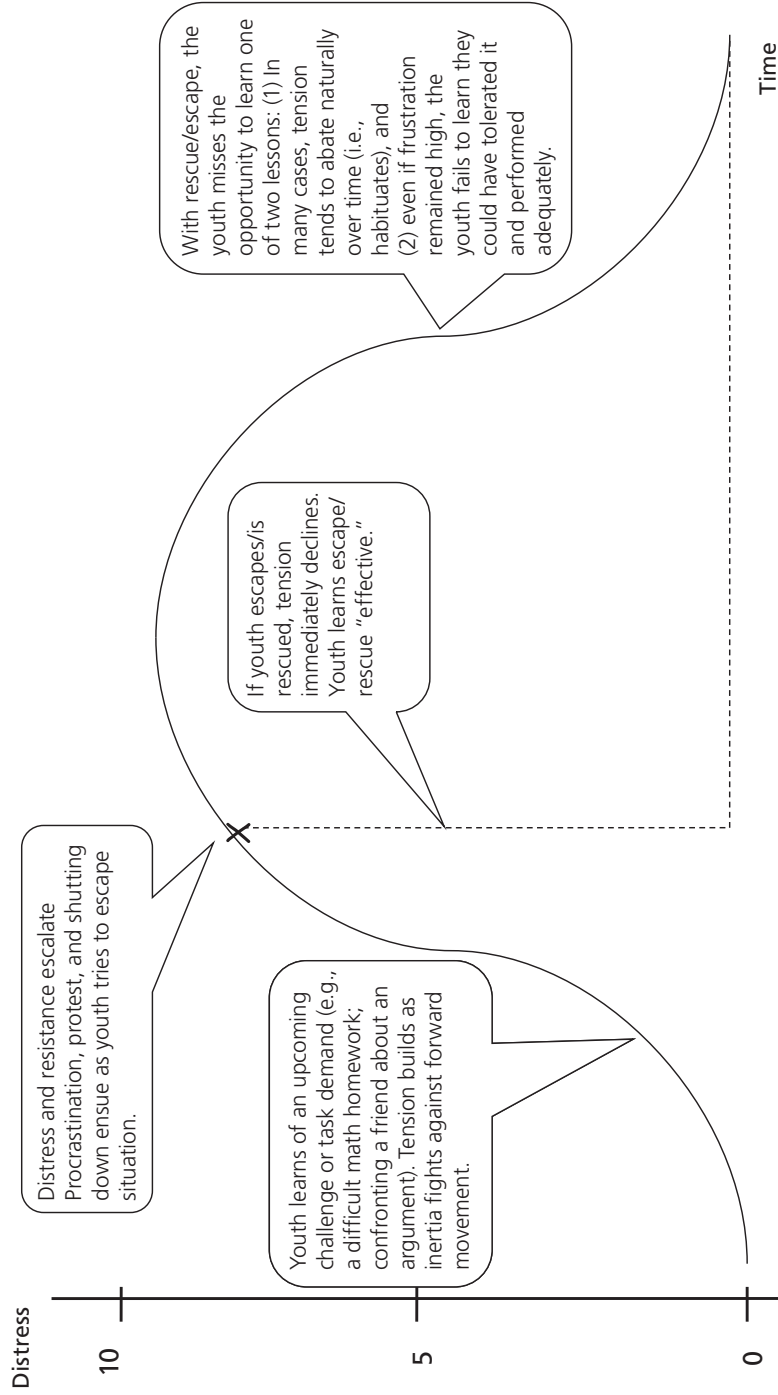 Distress
10
5
0
Distress and resistance escalate
Procrastination, protest, and shutting
down ensue as youth tries to escape
situation.
Youth learns of an upcoming
challenge or task demand (e.g.,
a difficult math homework;
confronting a friend about an
argument). Tension builds as
inertia fights against forward
movement.
If youth escapes/is
rescued, tension
immediately declines.
Youth learns escape/
rescue “effective.”
With rescue/escape, the
youth misses the
opportunity to learn one
of two lessons: (1) In
many cases, tension
tends to abate naturally
over time (i.e.,
habituates), and
(2) even if frustration
remained high, the
youth fails to learn they
could have tolerated it
and performed
adequately.
Time